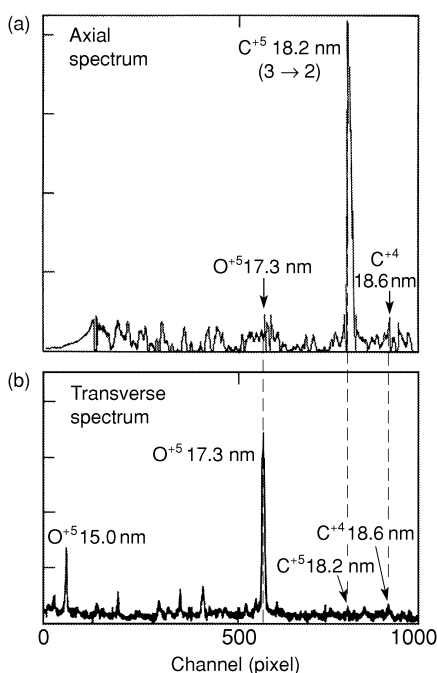 (a)
Axial
spectrum
C+5 18.2 nm
(3 → 2)
O+5 17.3 nm
C+4
18.6 nm
(b)
Transverse
spectrum
O+5 17.3 nm
O+5 15.0 nm
C+4 18.6 nm
C+5 18.2 nm
0 500 1000
Channel (pixel)